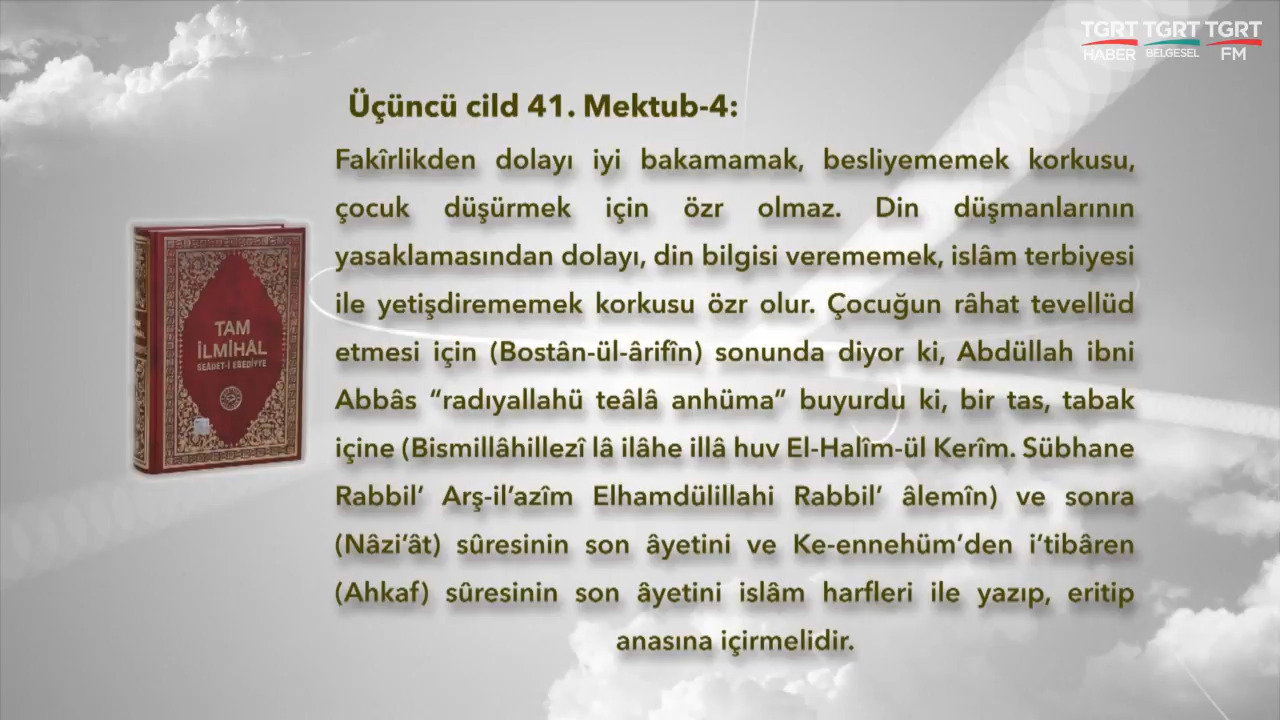 TGRT TGRT TGRT
HABER BELGESEL FM
Üçüncü cild 41. Mektub-4:
Fakîrlikden dolayı iyi bakamamak, besliyememek korkusu,
çocuk düşürmek için özr olmaz. Din düşmanlarının
yasaklamasından dolayı, din bilgisi verememek, islâm terbiyesi
ile yetişdirememek korkusu özr olur. Çocuğun râhat tevellüd
etmesi için (Bostân-ül-ârifîn) sonunda diyor ki, Abdüllah ibni
Abbâs “radıyallahü teâlâ anhüma” buyurdu ki, bir tas, tabak
içine (Bismillâhillezî lâ ilâhe illâ huv El-Halîm-ül Kerîm. Sübhane
Rabbil’ Arş-il’azîm Elhamdülillahi Rabbil’ âlemîn) ve sonra
(Nâzi’ât) sûresinin son âyetini ve Ke-ennehüm’den i’tibâren
(Ahkaf) sûresinin son âyetini islâm harfleri ile yazıp, eritip
anasına içirmelidir.
TAM
İLMİHÂL
SEÂDET-İ EBEDİYYE